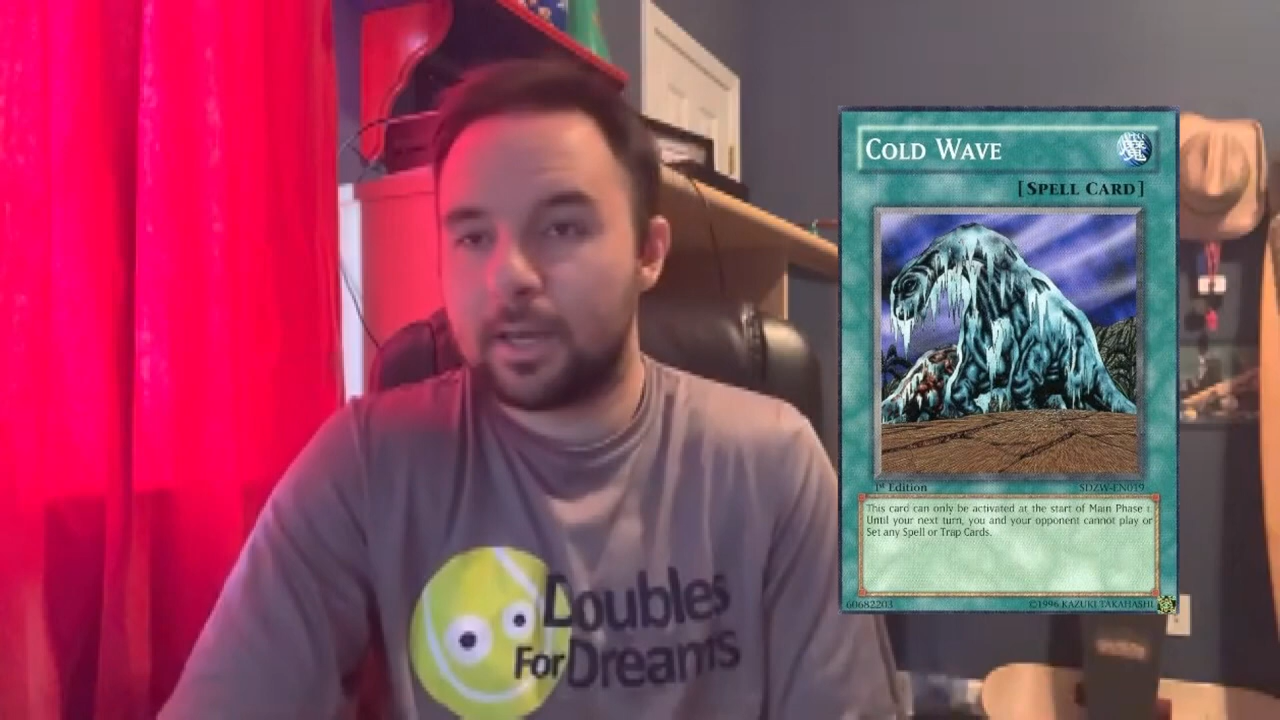 COLD WAVE
[SPELL CARD]
1st Edition
SDZW-EN019
This card can only be activated at the start of Main Phase 1.
Until your next turn, you and your opponent cannot play or
Set any Spell or Trap Cards.
60682203
©1996 KAZUKI TAKAHASHI
Doubles
For Dreams